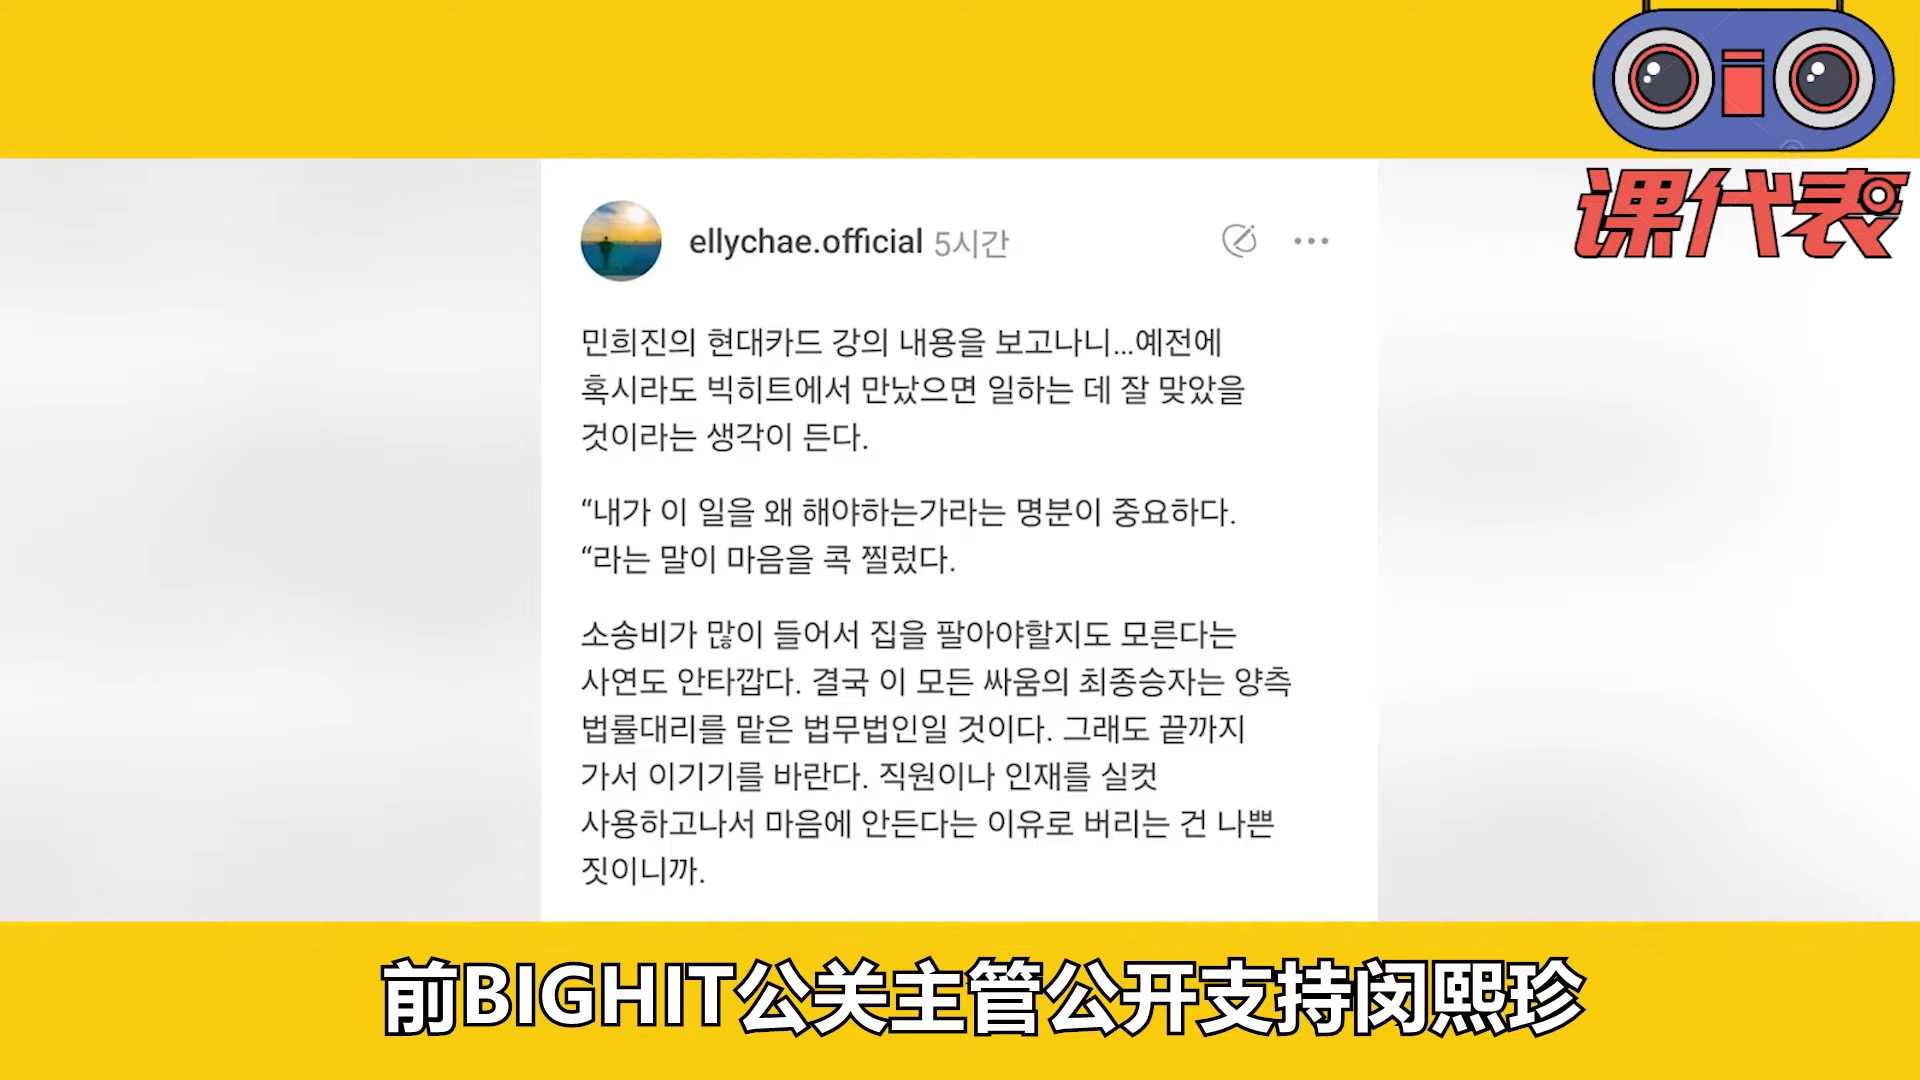 课代表
ellychae.official 5시간
민희진의 현대카드 강의 내용을 보고나니...예전에
혹시라도 빅히트에서 만났으면 일하는 데 잘 맞았을
것이라는 생각이 든다.
“내가 이 일을 왜 해야하는가라는 명분이 중요하다.
“라는 말이 마음을 콕 찔렀다.
소송비가 많이 들어서 집을 팔아야할지도 모른다는
사연도 안타깝다. 결국 이 모든 싸움의 최종승자는 양측
법률대리를 맡은 법무법인일 것이다. 그래도 끝까지
가서 이기기를 바란다. 직원이나 인재를 실컷
사용하고나서 마음에 안든다는 이유로 버리는 건 나쁜
짓이니까.
前BIGHIT公关主管公开支持闵熙珍